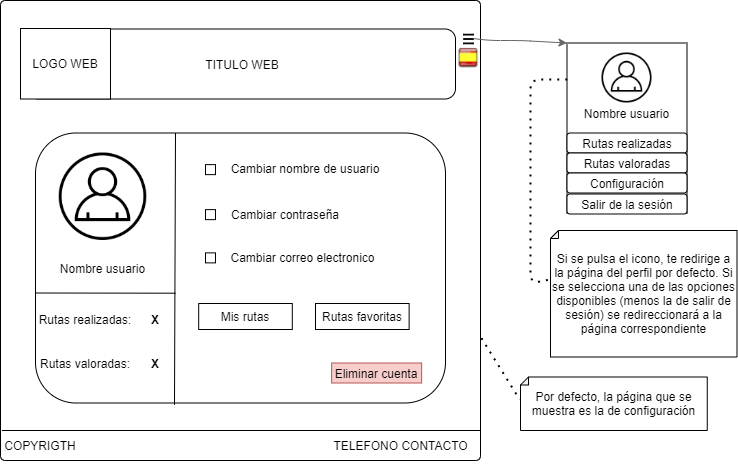 LOGO WEB
TITULO WEB
Nombre usuario
Rutas realizadas: X
Rutas valoradas: X
Cambiar nombre de usuario
Cambiar contraseña
Cambiar correo electronico
Mis rutas
Rutas favoritas
Eliminar cuenta
COPYRIGTH
TELEFONO CONTACTO
Nombre usuario
Rutas realizadas
Rutas valoradas
Configuración
Salir de la sesión
Si se pulsa el icono, te redirige a
la página del perfil por defecto. Si
se selecciona una de las opciones
disponibles (menos la de salir de
sesión) se redireccionará a la
página correspondiente
Por defecto, la página que se
muestra es la de configuración